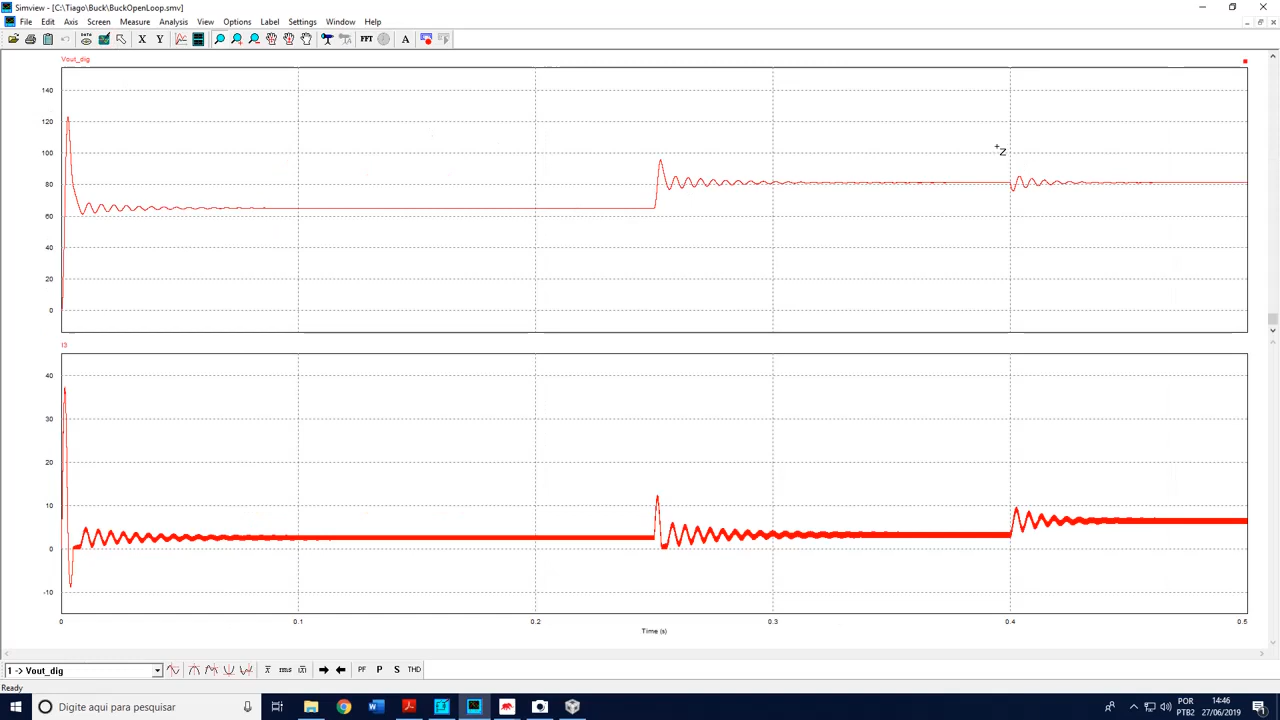 Simview - [C:\Tiago\Buck\BuckOpenLoop.smv]
File Edit Axis Screen Measure Analysis View Options Label Settings Window Help
X Y FFT A
Vout_dig
140
120
100
80
60
40
20
0
Z
I3
40
30
20
10
0
-10
0 0.1 0.2 0.3 0.4 0.5
Time (s)
1 -> Vout_dig
x rms |x| PF P S THD
Ready
Digite aqui para pesquisar
POR
PTB2
14:46
27/06/2019
1